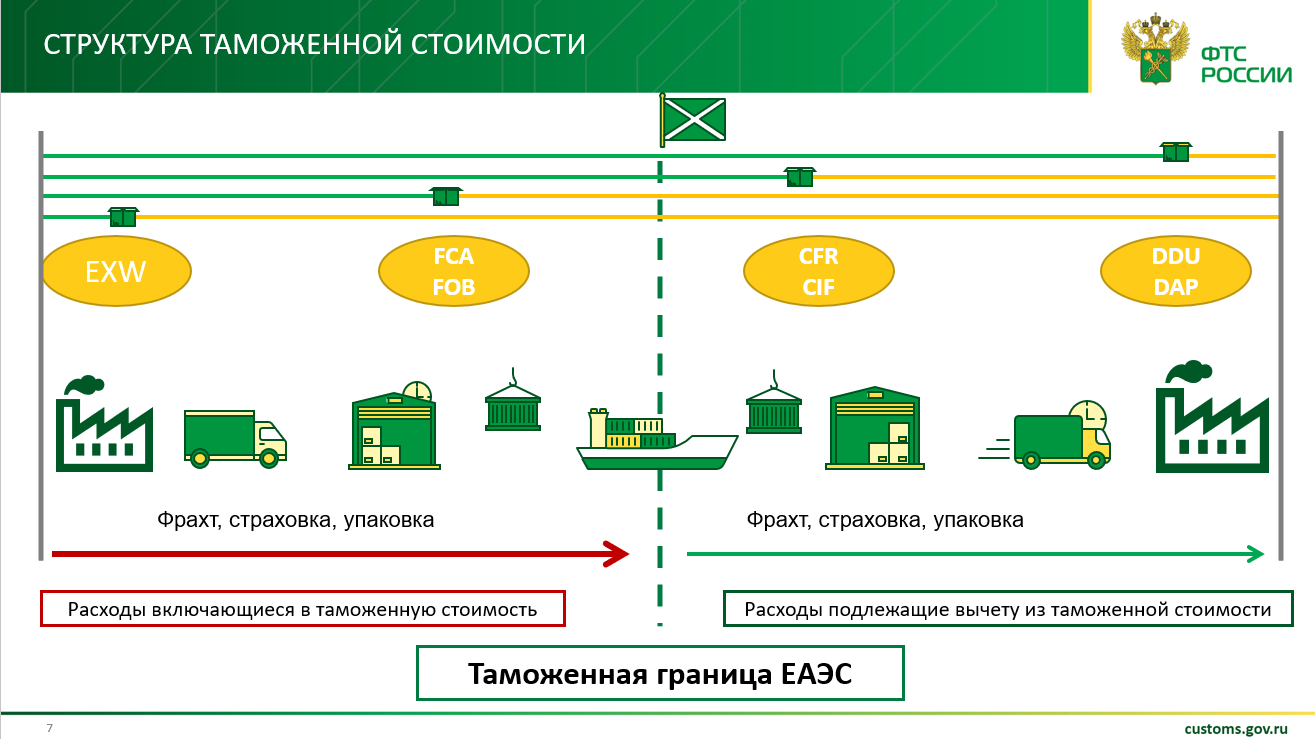 СТРУКТУРА ТАМОЖЕННОЙ СТОИМОСТИ
ФТС
РОССИИ
EXW
FCA
FOB
CFR
CIF
DDU
DAP
Фрахт, страховка, упаковка
Фрахт, страховка, упаковка
Расходы включающиеся в таможенную стоимость
Расходы подлежащие вычету из таможенной стоимости
Таможенная граница ЕАЭС
7
customs.gov.ru